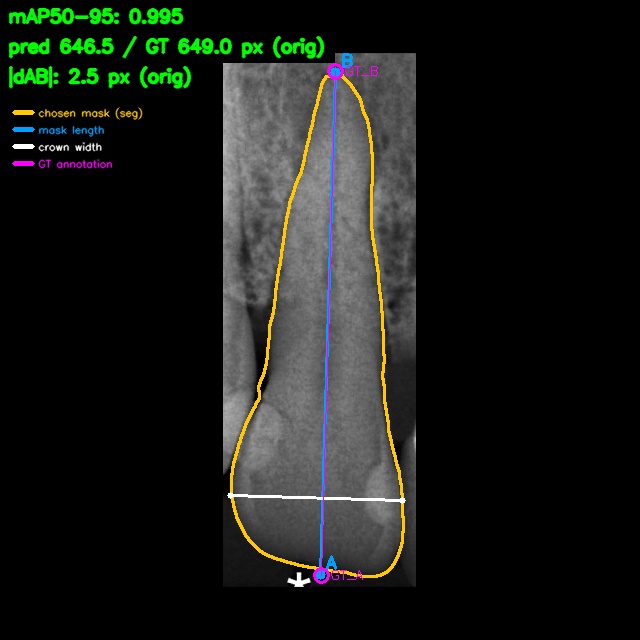 mAP50-95: 0.995
pred 646.5 / GT 649.0 px (orig)
|dAB|: 2.5 px (orig)
chosen mask (seg)
mask length
crown width
GT annotation
B
GT_B
A
GT_A